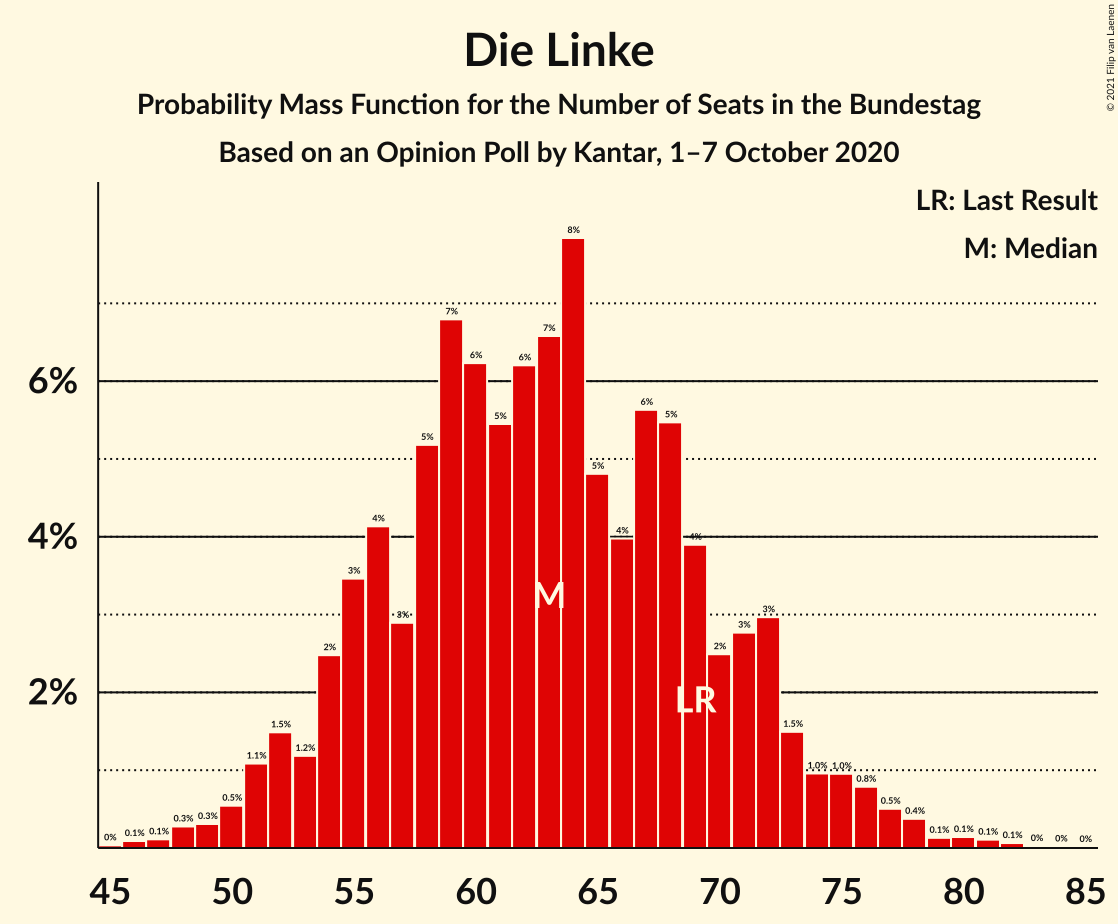 Die Linke
Probability Mass Function for the Number of Seats in the Bundestag
Based on an Opinion Poll by Kantar, 1–7 October 2020
© 2021 Filip van Laenen
LR: Last Result
M: Median
6%
4%
2%
0% 0.1% 0.1% 0.3% 0.3% 0.5% 1.1% 1.5% 1.2% 2% 3% 4% 3% 5% 7% 6% 5% 6% 7% 8% 5% 4% 6% 5% 4% 2% 3% 3% 1.5% 1.0% 1.0% 0.8% 0.5% 0.4% 0.1% 0.1% 0.1% 0.1% 0% 0% 0%
M
LR
45 50 55 60 65 70 75 80 85